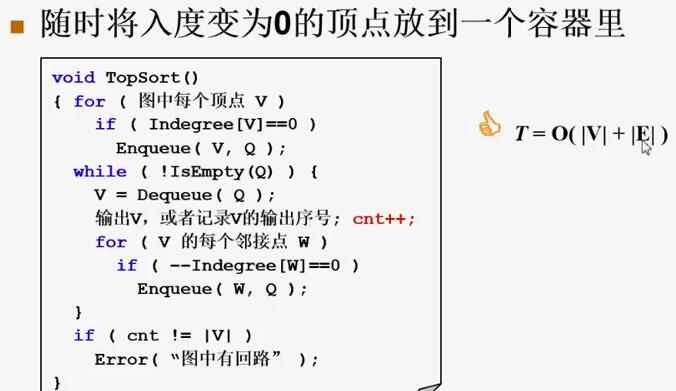 随时将入度变为0的顶点放到一个容器里
void TopSort()
{ for ( 图中每个顶点 V )
if ( Indegree[V]==0 )
Enqueue( V, Q );
while ( !IsEmpty(Q) ) {
V = Dequeue( Q );
输出V，或者记录V的输出序号; cnt++;
for ( V 的每个邻接点 W )
if ( --Indegree[W]==0 )
Enqueue( W, Q );
}
if ( cnt != |V| )
Error( “图中有回路” );
}
T = O( |V| + |E| )